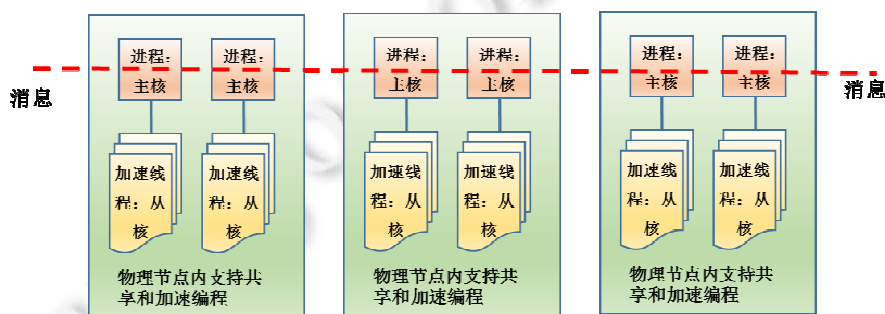 进程： 进程： 进程： 进程： 进程： 进程：
主核 主核 主核 主核 主核 主核
消息 消息
加速线 加速线 加速线 加速线 加速线 加速线
程：从 程：从 程：从 程：从 程：从 程：从
核 核 核 核 核 核
物理节点内支持共 物理节点内支持共 物理节点内支持共
享和加速编程 享和加速编程 享和加速编程